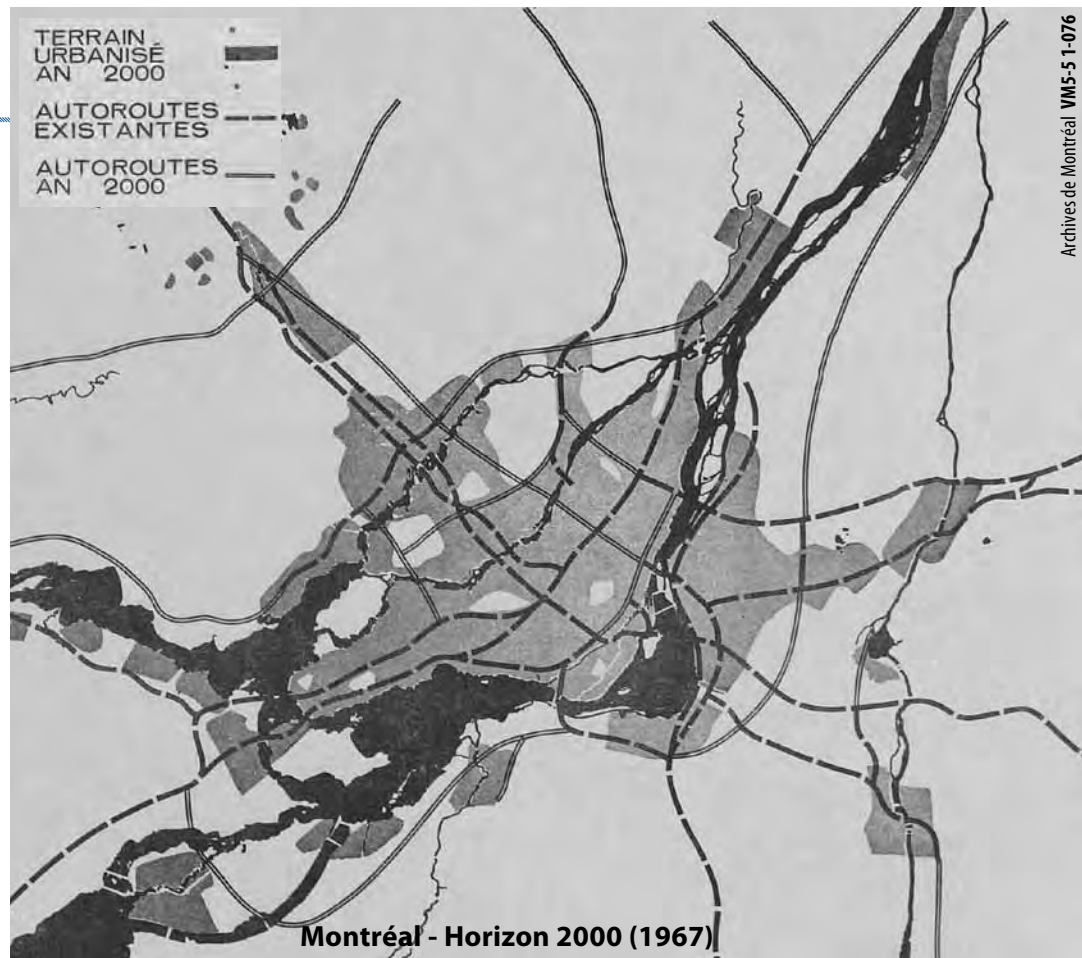 TERRAIN
URBANISÉ
AN 2000
AUTOROUTES
EXISTANTES
AUTOROUTES
AN 2000
Archives de Montréal VM5-5 1-076
Montréal - Horizon 2000 (1967)